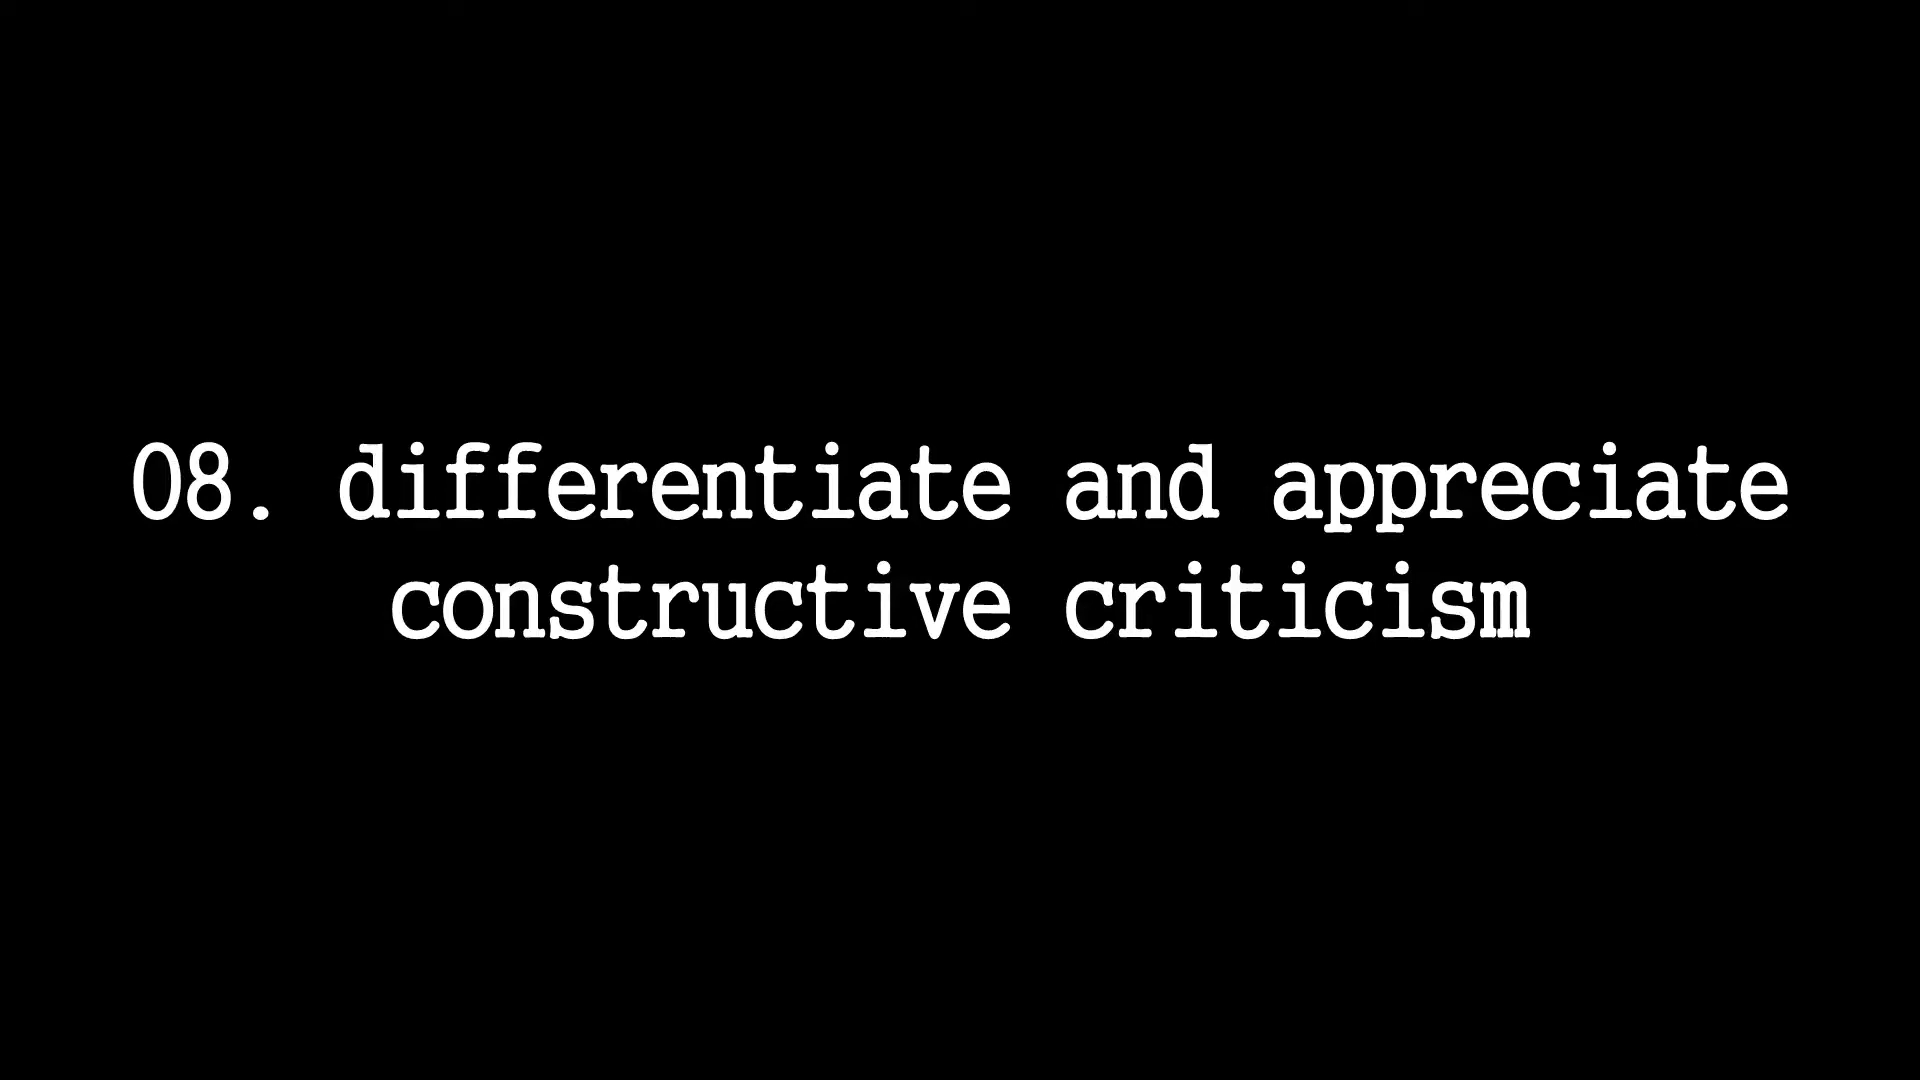 08. differentiate and appreciate
constructive criticism